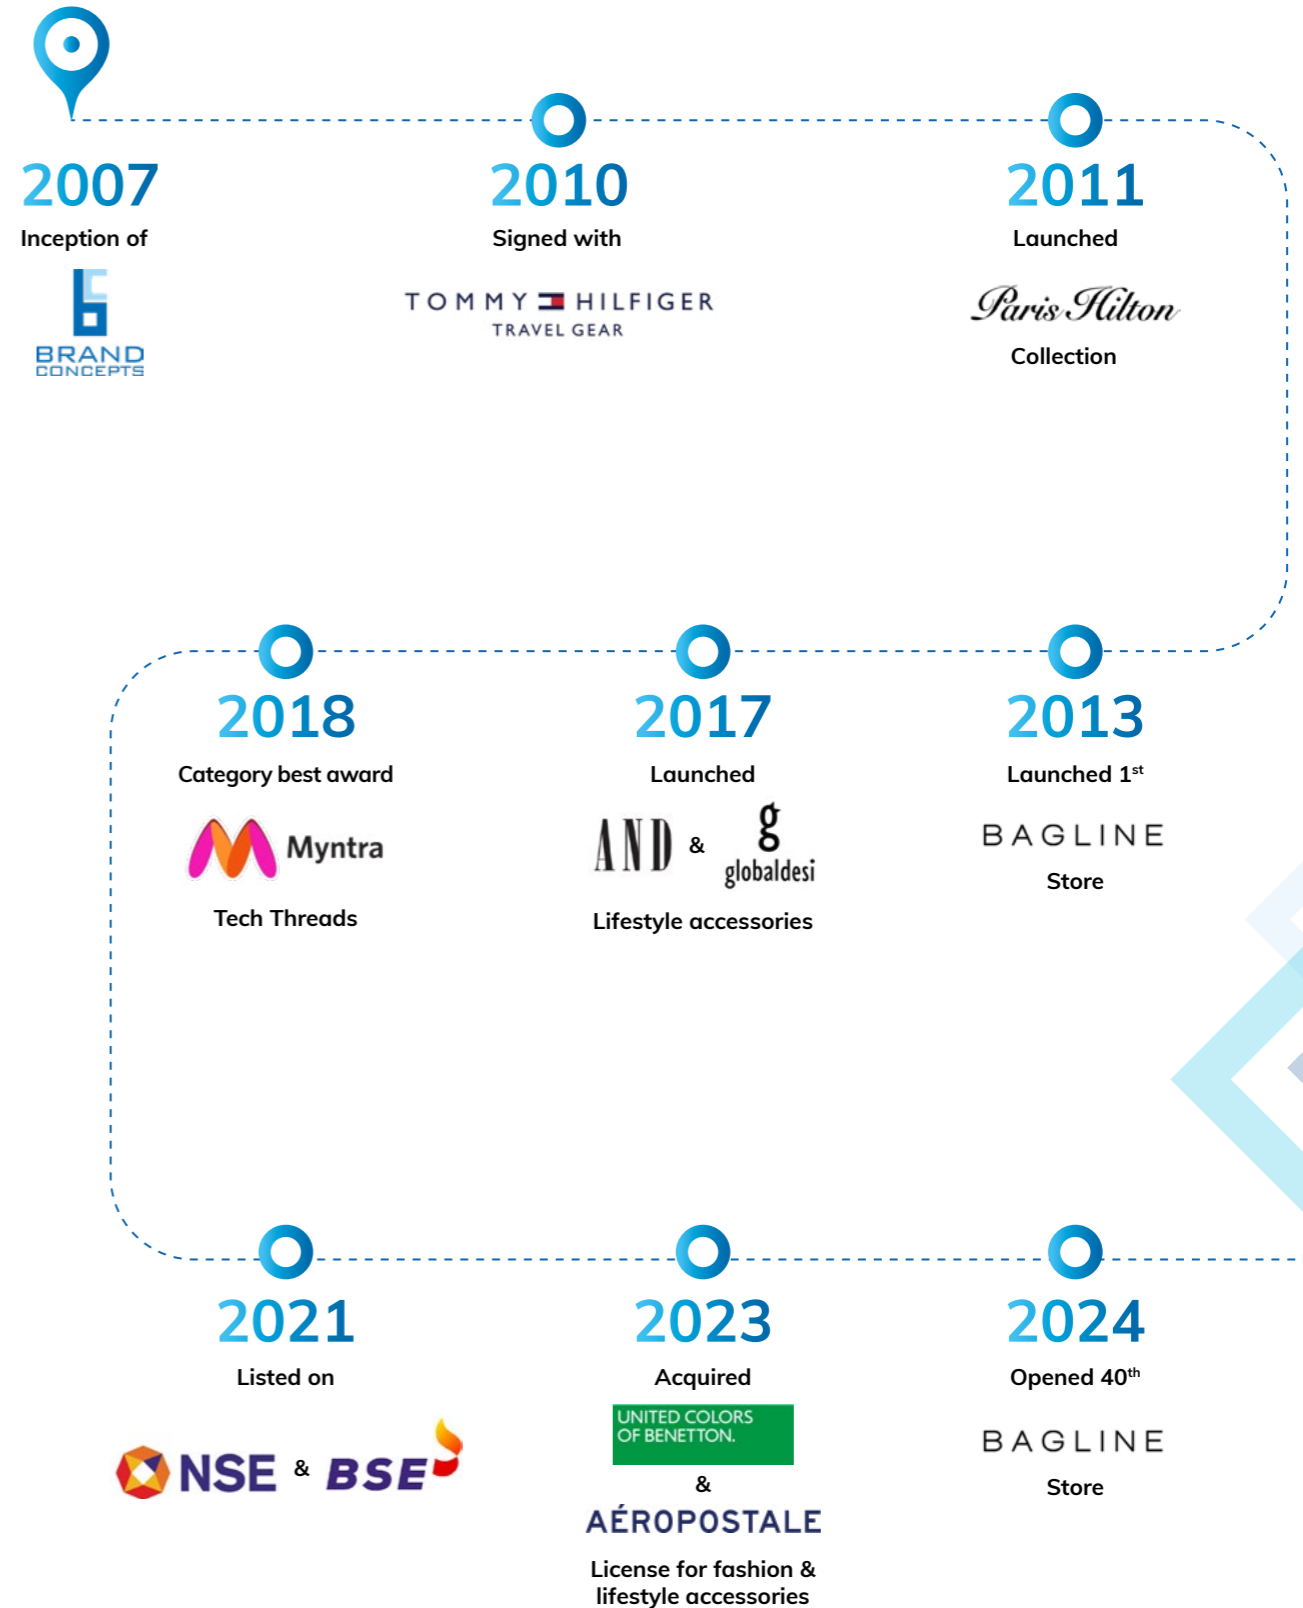 2007
Inception of
BRAND
CONCEPTS
2010
Signed with
TOMMY HILFIGER
TRAVEL GEAR
2011
Launched
Paris Hilton
Collection
2013
Launched 1st
BAGLINE
Store
2017
Launched
AND & g
globaldesi
Lifestyle accessories
2018
Category best award
Myntra
Tech Threads
2021
Listed on
NSE & BSE
2023
Acquired
UNITED COLORS
OF BENETTON.
&
AÉROPOSTALE
License for fashion &
lifestyle accessories
2024
Opened 40th
BAGLINE
Store